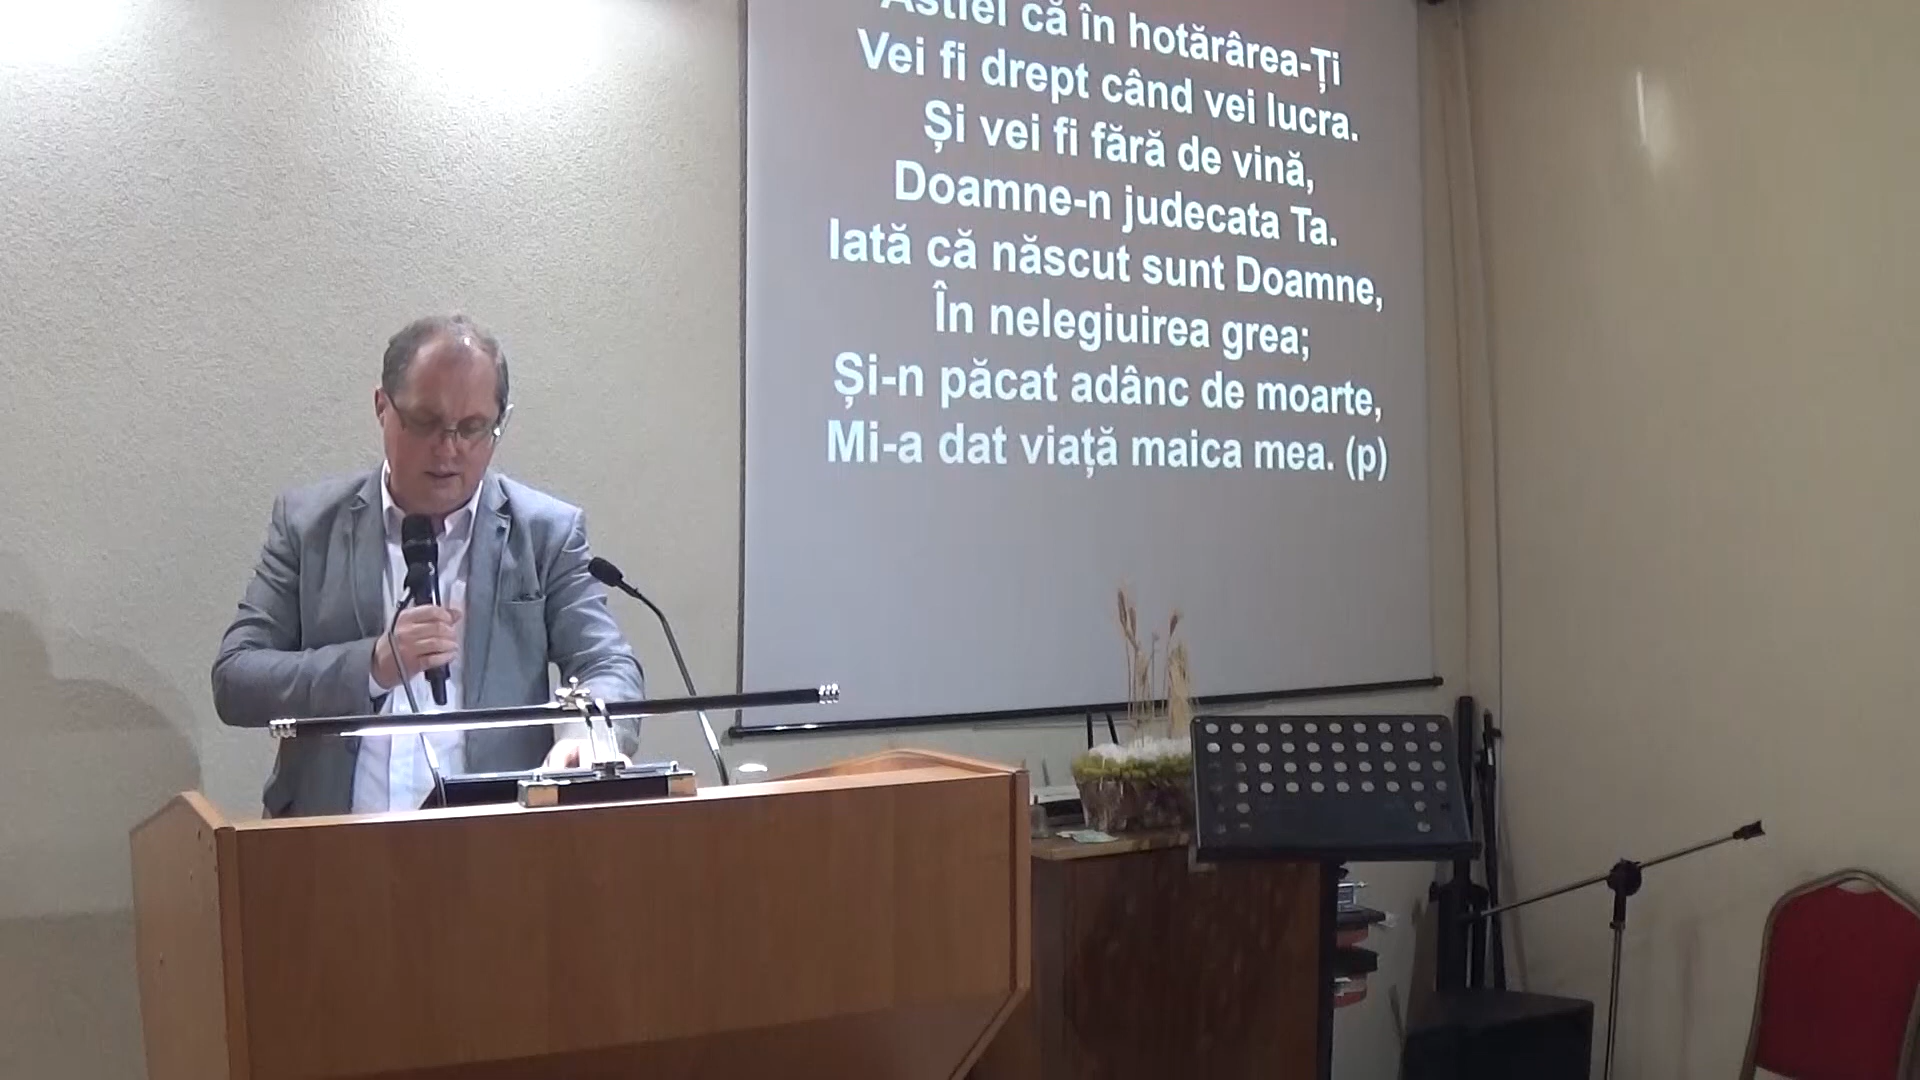 Astfel că în hotărârea-Ți
Vei fi drept când vei lucra.
Și vei fi fără de vină,
Doamne-n judecata Ta.
Iată că născut sunt Doamne,
În nelegiuirea grea;
Și-n păcat adânc de moarte,
Mi-a dat viață maica mea. (p)